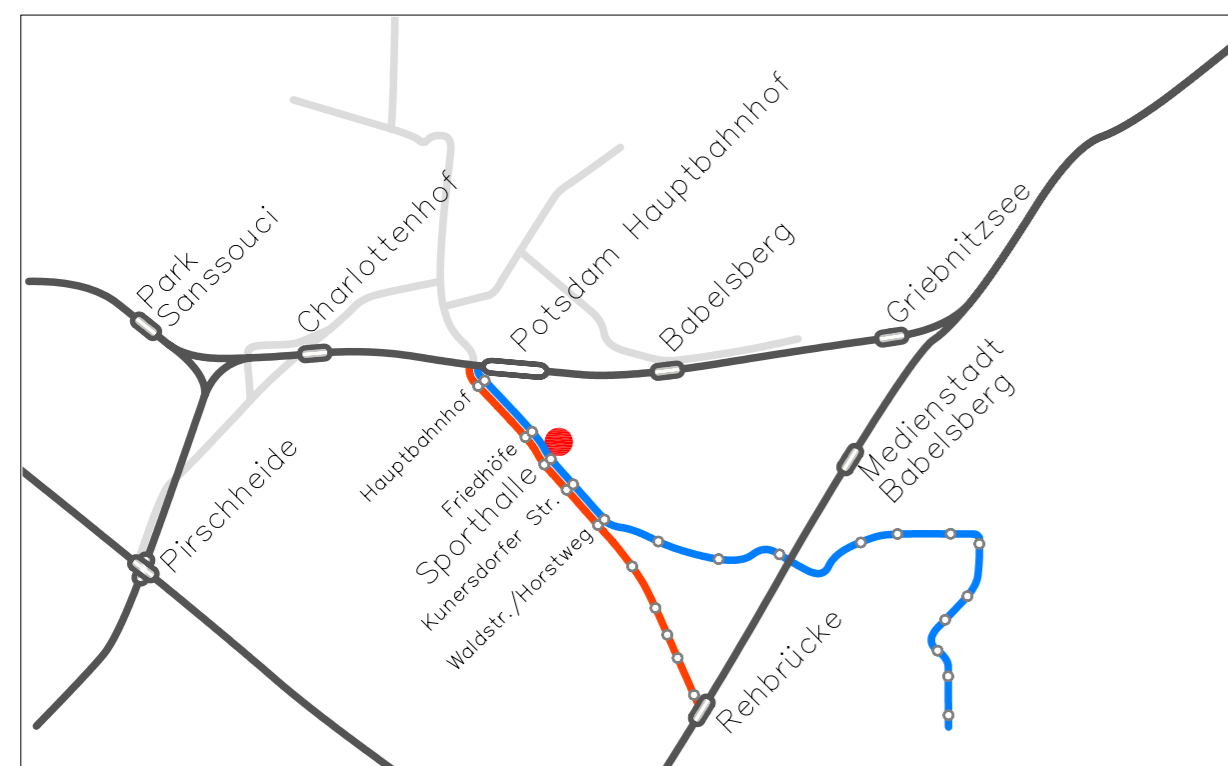 Park
Sanssouci
Charlottenhof
Potsdam Hauptbahnhof
Babelsberg
Griebnitzsee
Medienstadt
Babelsberg
Pirschheide
Hauptbahnhof
Friedhöfe
Sporthalle
Kunersdorfer Str.
Waldstr./Horstweg
Rehbrücke